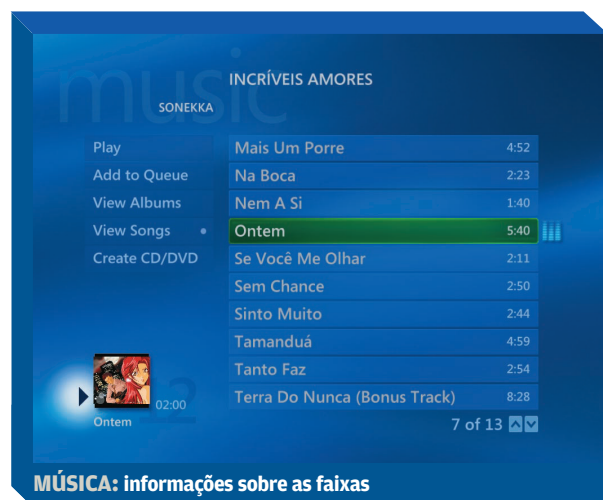 music
INCRÍVEIS AMORES
SONEKKA
Play
Add to Queue
View Albums
View Songs
Create CD/DVD
Mais Um Porre 4:52
Na Boca 2:23
Nem A Si 1:40
Ontem 5:40
Se Você Me Olhar 2:11
Sem Chance 2:50
Sinto Muito 2:44
Tamanduá 4:59
Tanto Faz 2:54
Terra Do Nunca (Bonus Track) 8:28
12
02:00
Ontem
7 of 13
MÚSICA: informações sobre as faixas